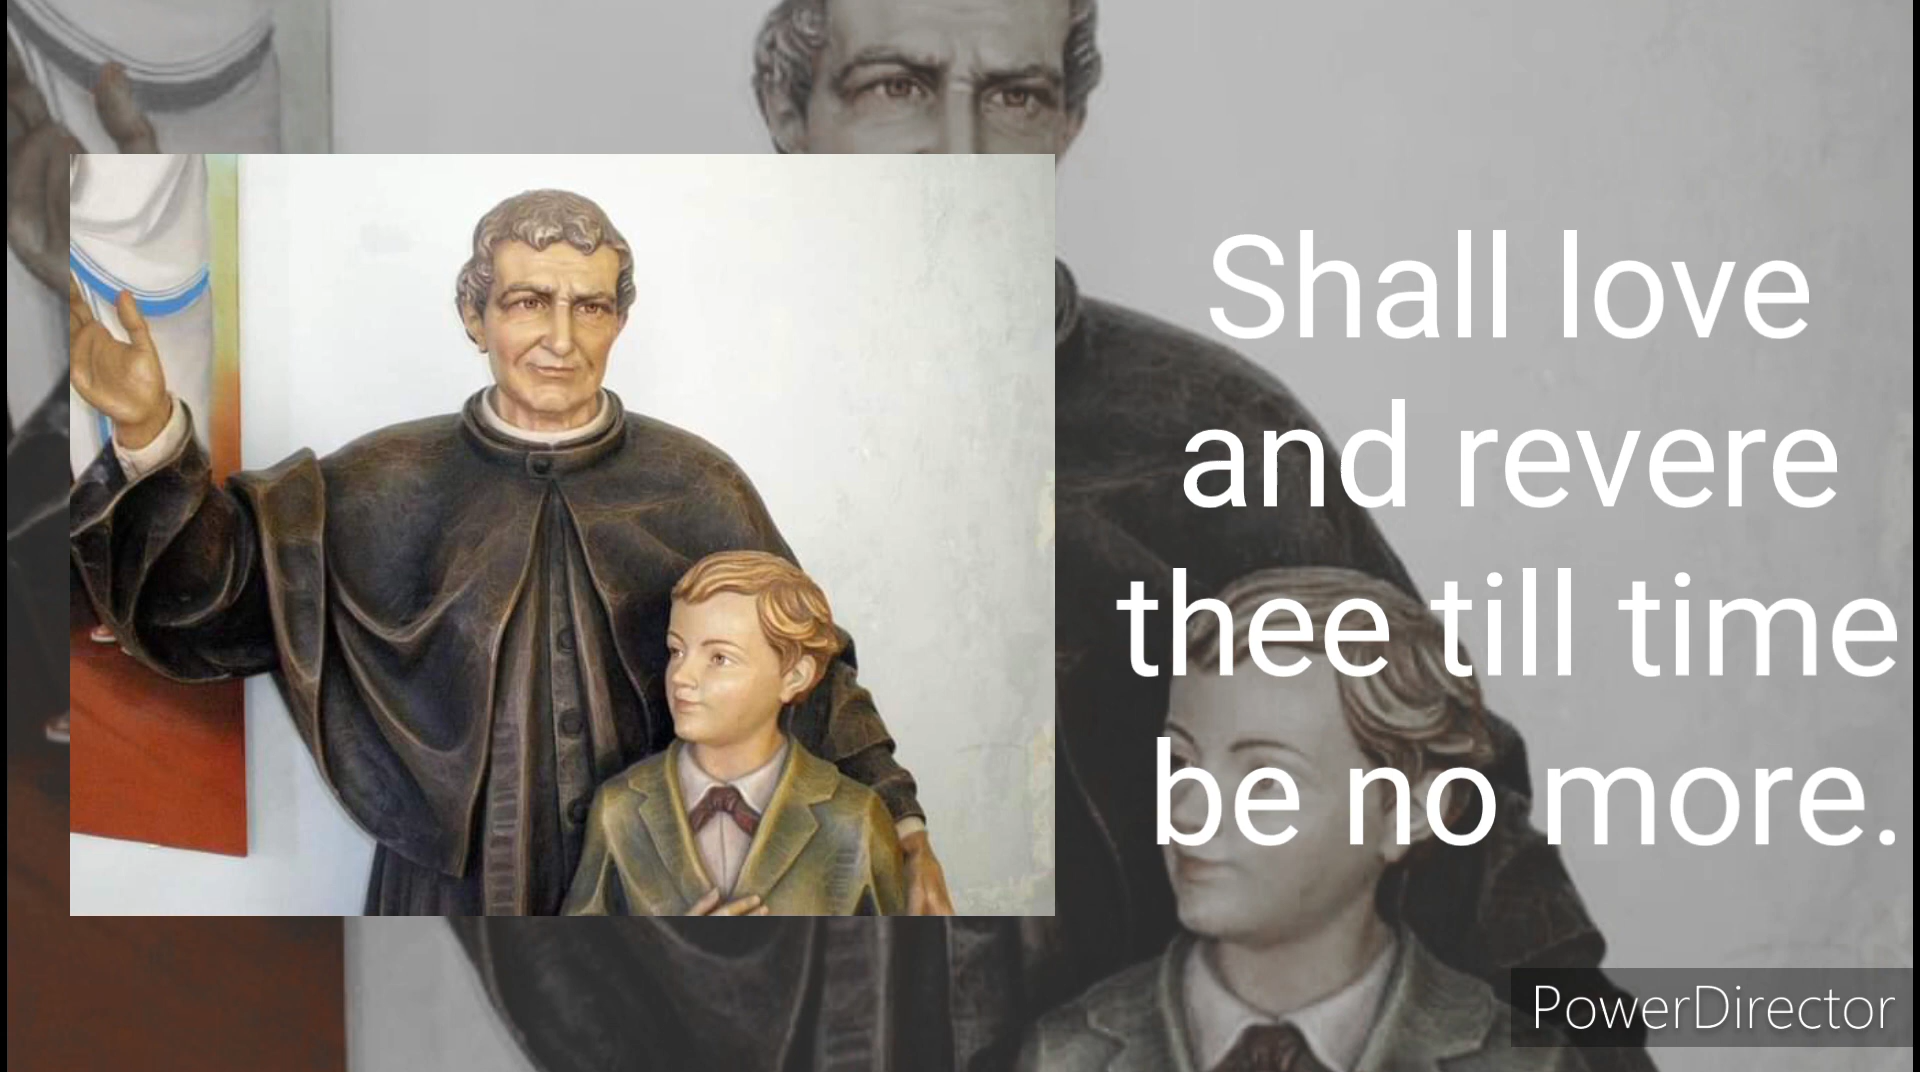 Shall love
and revere
thee till time
be no more.
PowerDirector